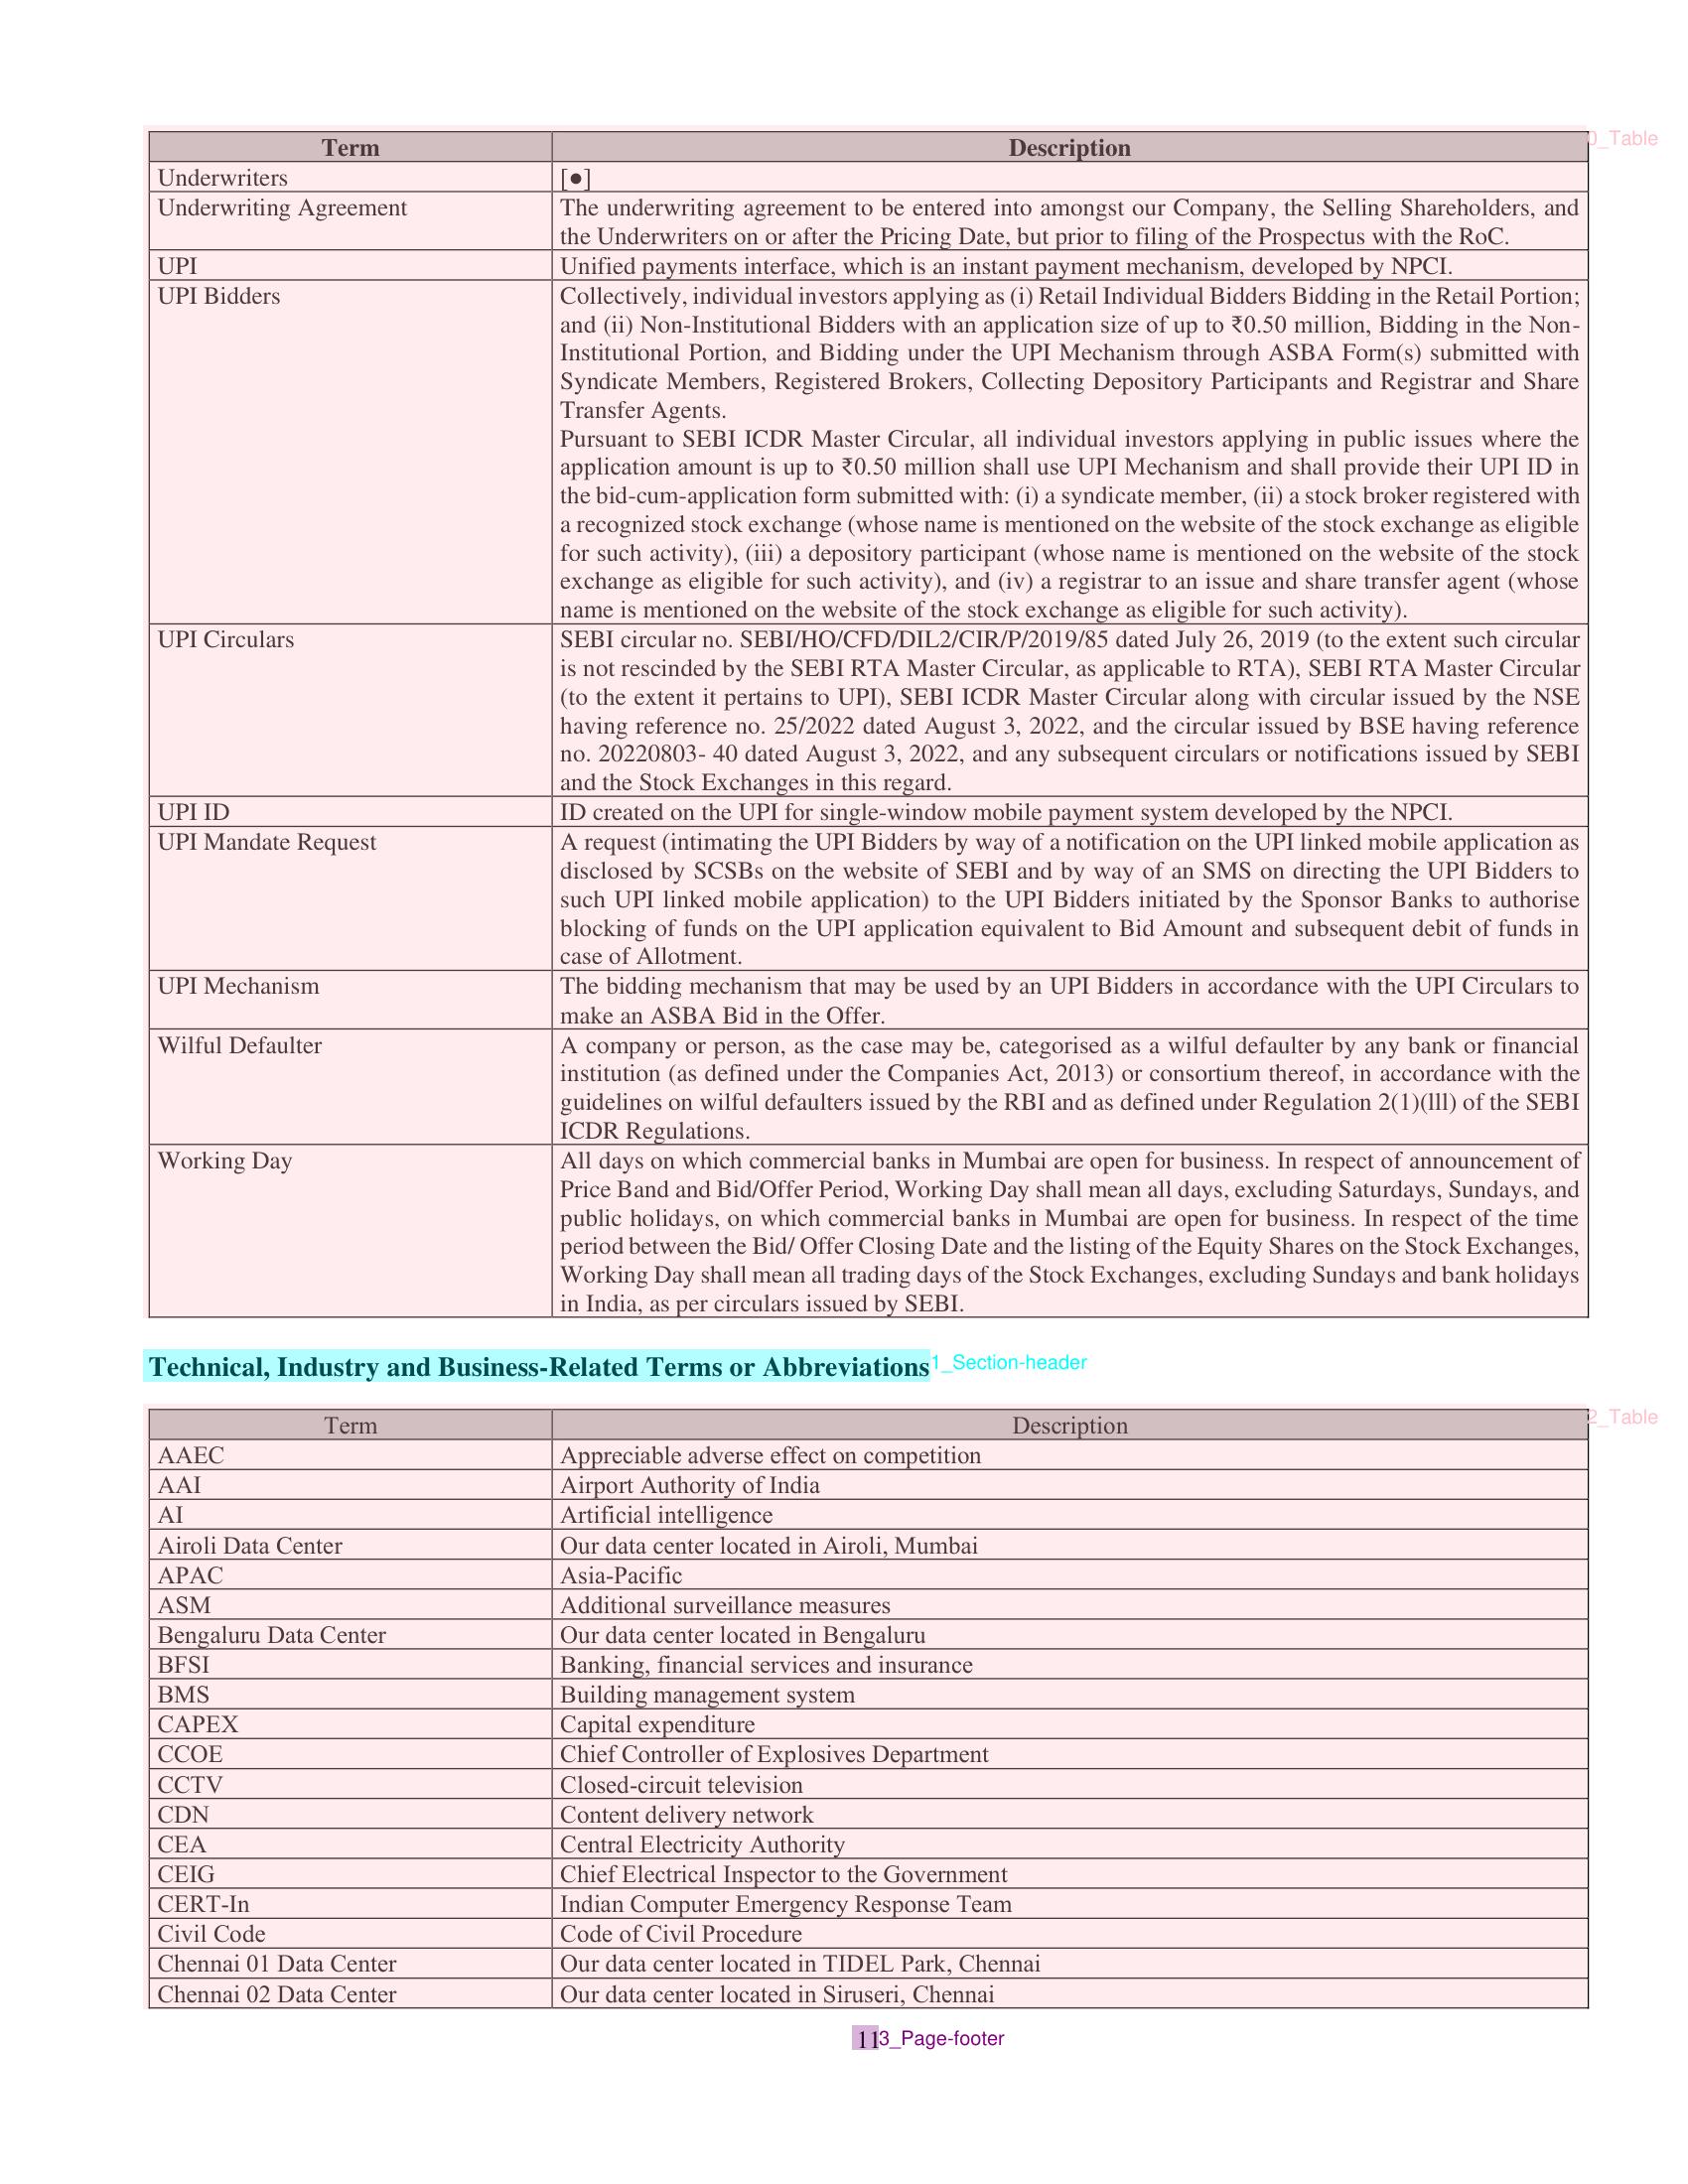 Term Description
0_Table
Underwriters [●]
Underwriting Agreement The underwriting agreement to be entered into amongst our Company, the Selling Shareholders, and
the Underwriters on or after the Pricing Date, but prior to filing of the Prospectus with the RoC.
UPI Unified payments interface, which is an instant payment mechanism, developed by NPCI.
UPI Bidders Collectively, individual investors applying as (i) Retail Individual Bidders Bidding in the Retail Portion;
and (ii) Non-Institutional Bidders with an application size of up to ₹0.50 million, Bidding in the Non-
Institutional Portion, and Bidding under the UPI Mechanism through ASBA Form(s) submitted with
Syndicate Members, Registered Brokers, Collecting Depository Participants and Registrar and Share
Transfer Agents.
Pursuant to SEBI ICDR Master Circular, all individual investors applying in public issues where the
application amount is up to ₹0.50 million shall use UPI Mechanism and shall provide their UPI ID in
the bid-cum-application form submitted with: (i) a syndicate member, (ii) a stock broker registered with
a recognized stock exchange (whose name is mentioned on the website of the stock exchange as eligible
for such activity), (iii) a depository participant (whose name is mentioned on the website of the stock
exchange as eligible for such activity), and (iv) a registrar to an issue and share transfer agent (whose
name is mentioned on the website of the stock exchange as eligible for such activity).
UPI Circulars SEBI circular no. SEBI/HO/CFD/DIL2/CIR/P/2019/85 dated July 26, 2019 (to the extent such circular
is not rescinded by the SEBI RTA Master Circular, as applicable to RTA), SEBI RTA Master Circular
(to the extent it pertains to UPI), SEBI ICDR Master Circular along with circular issued by the NSE
having reference no. 25/2022 dated August 3, 2022, and the circular issued by BSE having reference
no. 20220803- 40 dated August 3, 2022, and any subsequent circulars or notifications issued by SEBI
and the Stock Exchanges in this regard.
UPI ID ID created on the UPI for single-window mobile payment system developed by the NPCI.
UPI Mandate Request A request (intimating the UPI Bidders by way of a notification on the UPI linked mobile application as
disclosed by SCSBs on the website of SEBI and by way of an SMS on directing the UPI Bidders to
such UPI linked mobile application) to the UPI Bidders initiated by the Sponsor Banks to authorise
blocking of funds on the UPI application equivalent to Bid Amount and subsequent debit of funds in
case of Allotment.
UPI Mechanism The bidding mechanism that may be used by an UPI Bidders in accordance with the UPI Circulars to
make an ASBA Bid in the Offer.
Wilful Defaulter A company or person, as the case may be, categorised as a wilful defaulter by any bank or financial
institution (as defined under the Companies Act, 2013) or consortium thereof, in accordance with the
guidelines on wilful defaulters issued by the RBI and as defined under Regulation 2(1)(lll) of the SEBI
ICDR Regulations.
Working Day All days on which commercial banks in Mumbai are open for business. In respect of announcement of
Price Band and Bid/Offer Period, Working Day shall mean all days, excluding Saturdays, Sundays, and
public holidays, on which commercial banks in Mumbai are open for business. In respect of the time
period between the Bid/ Offer Closing Date and the listing of the Equity Shares on the Stock Exchanges,
Working Day shall mean all trading days of the Stock Exchanges, excluding Sundays and bank holidays
in India, as per circulars issued by SEBI.
Technical, Industry and Business-Related Terms or Abbreviations
1_Section-header
Term Description
2_Table
AAEC Appreciable adverse effect on competition
AAI Airport Authority of India
AI Artificial intelligence
Airoli Data Center Our data center located in Airoli, Mumbai
APAC Asia-Pacific
ASM Additional surveillance measures
Bengaluru Data Center Our data center located in Bengaluru
BFSI Banking, financial services and insurance
BMS Building management system
CAPEX Capital expenditure
CCOE Chief Controller of Explosives Department
CCTV Closed-circuit television
CDN Content delivery network
CEA Central Electricity Authority
CEIG Chief Electrical Inspector to the Government
CERT-In Indian Computer Emergency Response Team
Civil Code Code of Civil Procedure
Chennai 01 Data Center Our data center located in TIDEL Park, Chennai
Chennai 02 Data Center Our data center located in Siruseri, Chennai
11
3_Page-footer